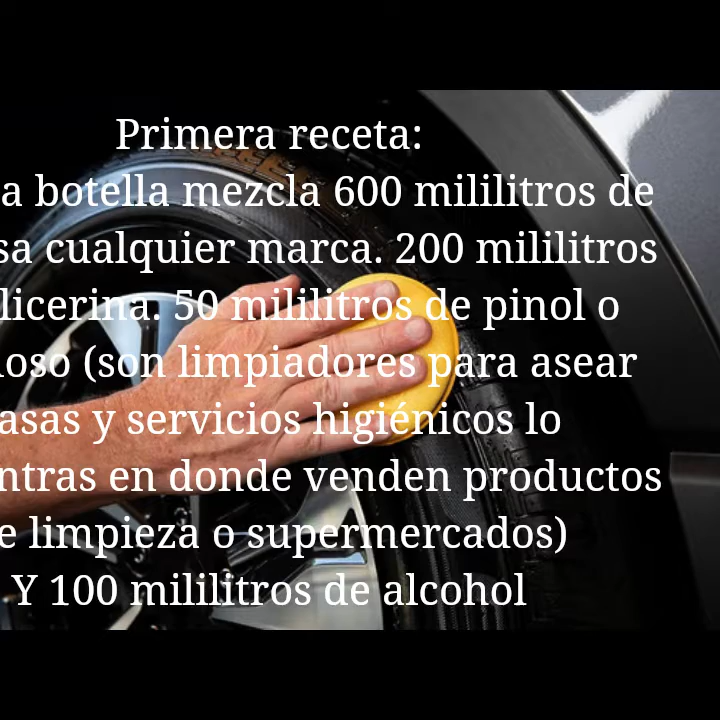 Primera receta:
a botella mezcla 600 mililitros de
sa cualquier marca. 200 mililitros
licerina. 50 mililitros de pinol o
oso (son limpiadores para asear
asas y servicios higiénicos lo
ntras en donde venden productos
e limpieza o supermercados)
Y 100 mililitros de alcohol